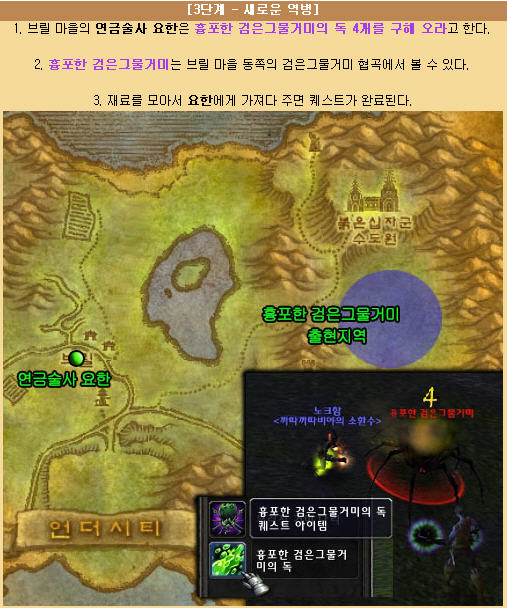 [3단계 - 새로운 역병]
1. 브릴 마을의 연금술사 요한은 흉포한 검은그물거미의 독 4개를 구해 오라고 한다.
2. 흉포한 검은그물거미는 브릴 마을 동쪽의 검은그물거미 협곡에서 볼 수 있다.
3. 재료를 모아서 요한에게 가져다 주면 퀘스트가 완료된다.
붉은십자군
수도원
흉포한 검은그물거미
출현지역
브릴
연금술사 요한
4
노크함
흉포한 검은그물거미
<까따까따비아의 소환수>
흉포한 검은그물거미의 독
퀘스트 아이템
흉포한 검은그물거
미의 독
언더시티